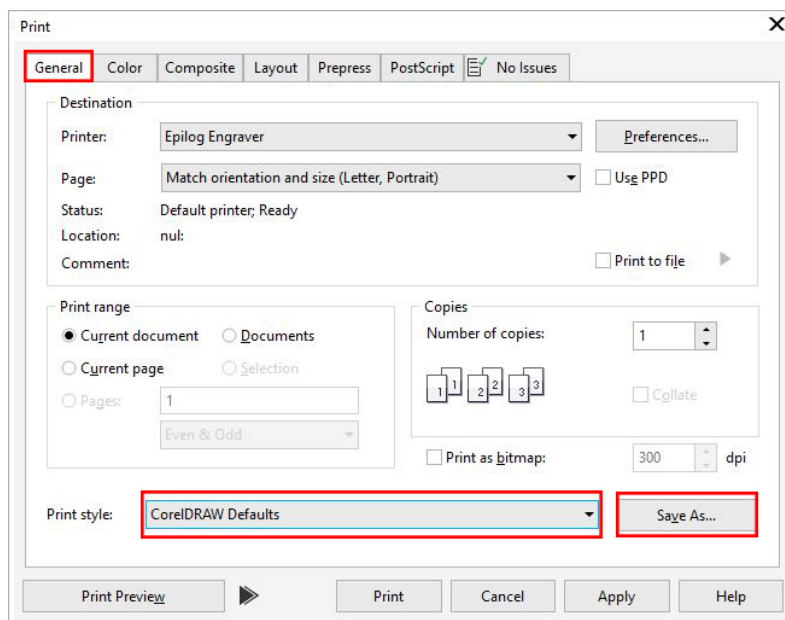 Print
General Color Composite Layout Prepress PostScript No Issues
Destination
Printer: Epilog Engraver Preferences...
Page: Match orientation and size (Letter, Portrait) Use PPD
Status: Default printer; Ready
Location: nul:
Comment: Print to file
Print range Copies
Current document Documents Number of copies: 1
Current page Selection
1 1 2 2 3 3
Pages: 1 Collate
Even & Odd
Print as bitmap: 300 dpi
Print style: CorelDRAW Defaults Save As...
Print Preview Print Cancel Apply Help